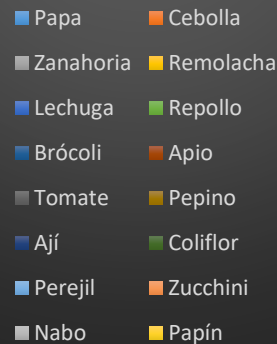 Papa Cebolla
Zanahoria Remolacha
Lechuga Repollo
Brócoli Apio
Tomate Pepino
Ají Coliflor
Perejil Zucchini
Nabo Papín